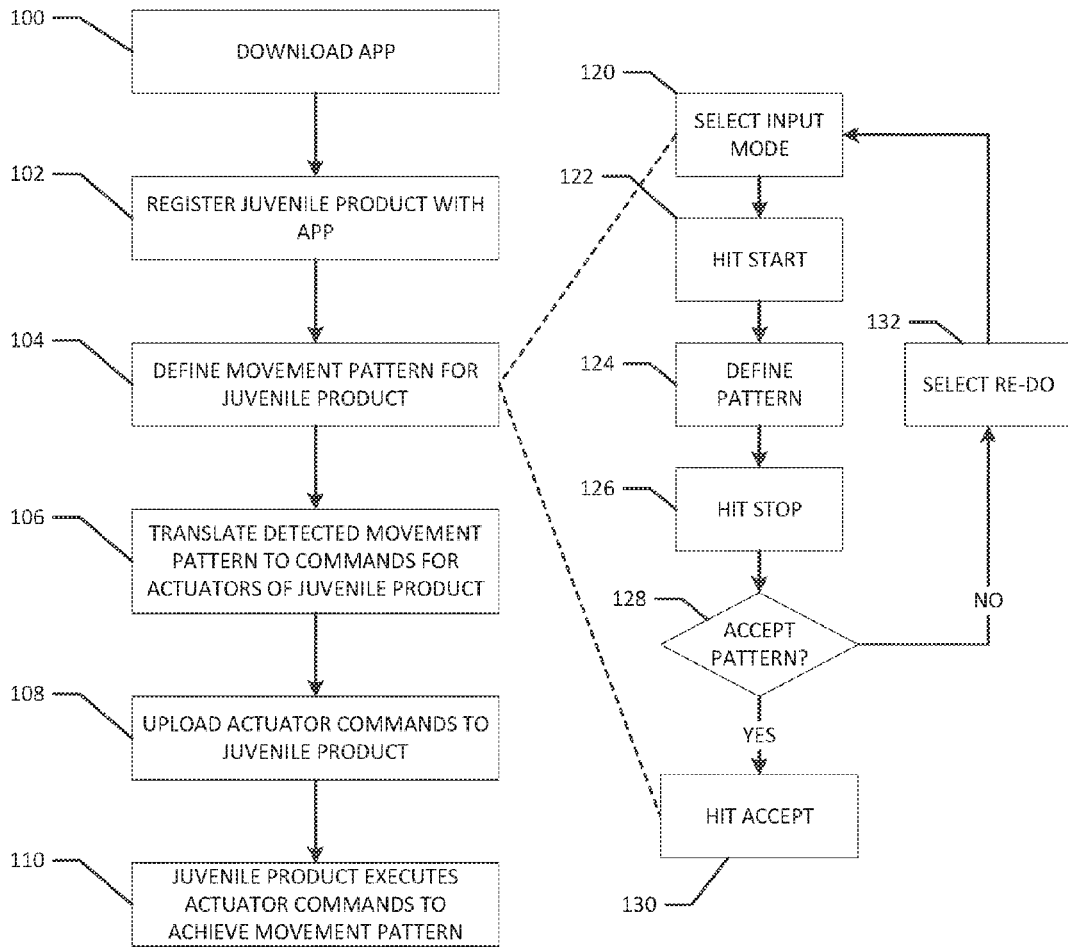 100
DOWNLOAD APP
102
REGISTER JUVENILE PRODUCT WITH
APP
104
DEFINE MOVEMENT PATTERN FOR
JUVENILE PRODUCT
106
TRANSLATE DETECTED MOVEMENT
PATTERN TO COMMANDS FOR
ACTUATORS OF JUVENILE PRODUCT
108
UPLOAD ACTUATOR COMMANDS TO
JUVENILE PRODUCT
110
JUVENILE PRODUCT EXECUTES
ACTUATOR COMMANDS TO
ACHIEVE MOVEMENT PATTERN
120
SELECT INPUT
MODE
122
HIT START
124
DEFINE
PATTERN
126
HIT STOP
128
ACCEPT
PATTERN?
YES
HIT ACCEPT
130
NO
132
SELECT RE-DO